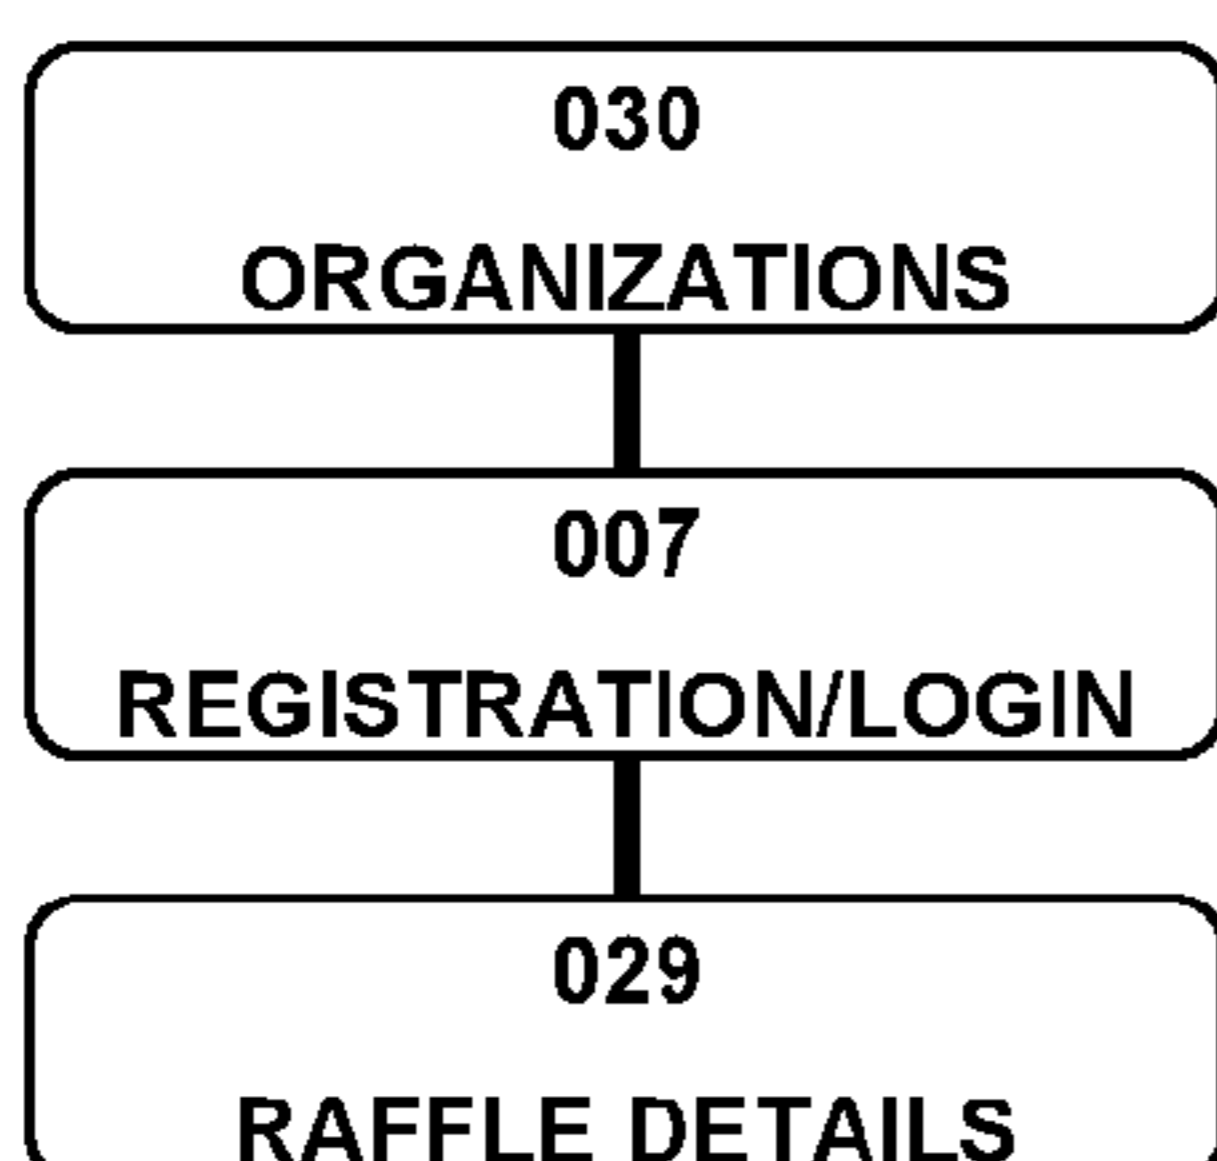 030
ORGANIZATIONS
007
REGISTRATION/LOGIN
029
RAFFLE DETAILS